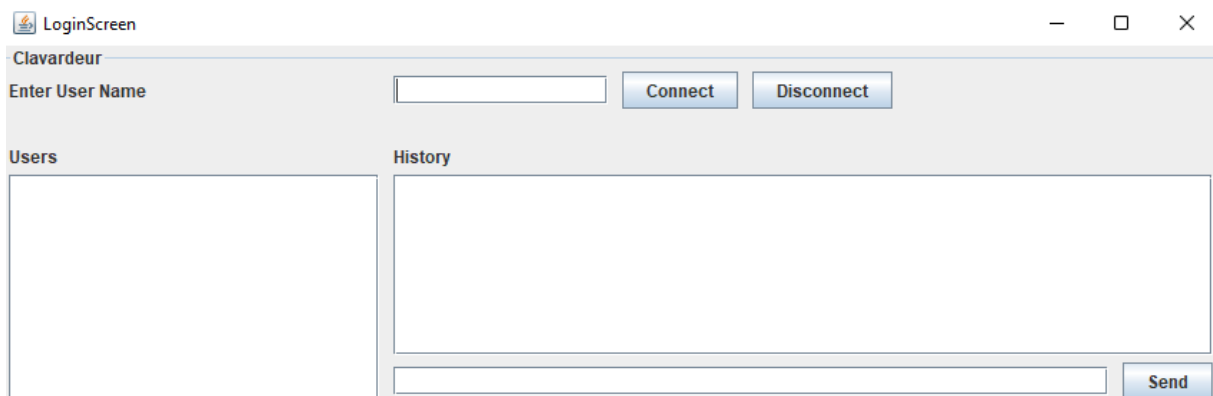 LoginScreen
Clavardeur
Enter User Name Connect Disconnect
Users History
Send